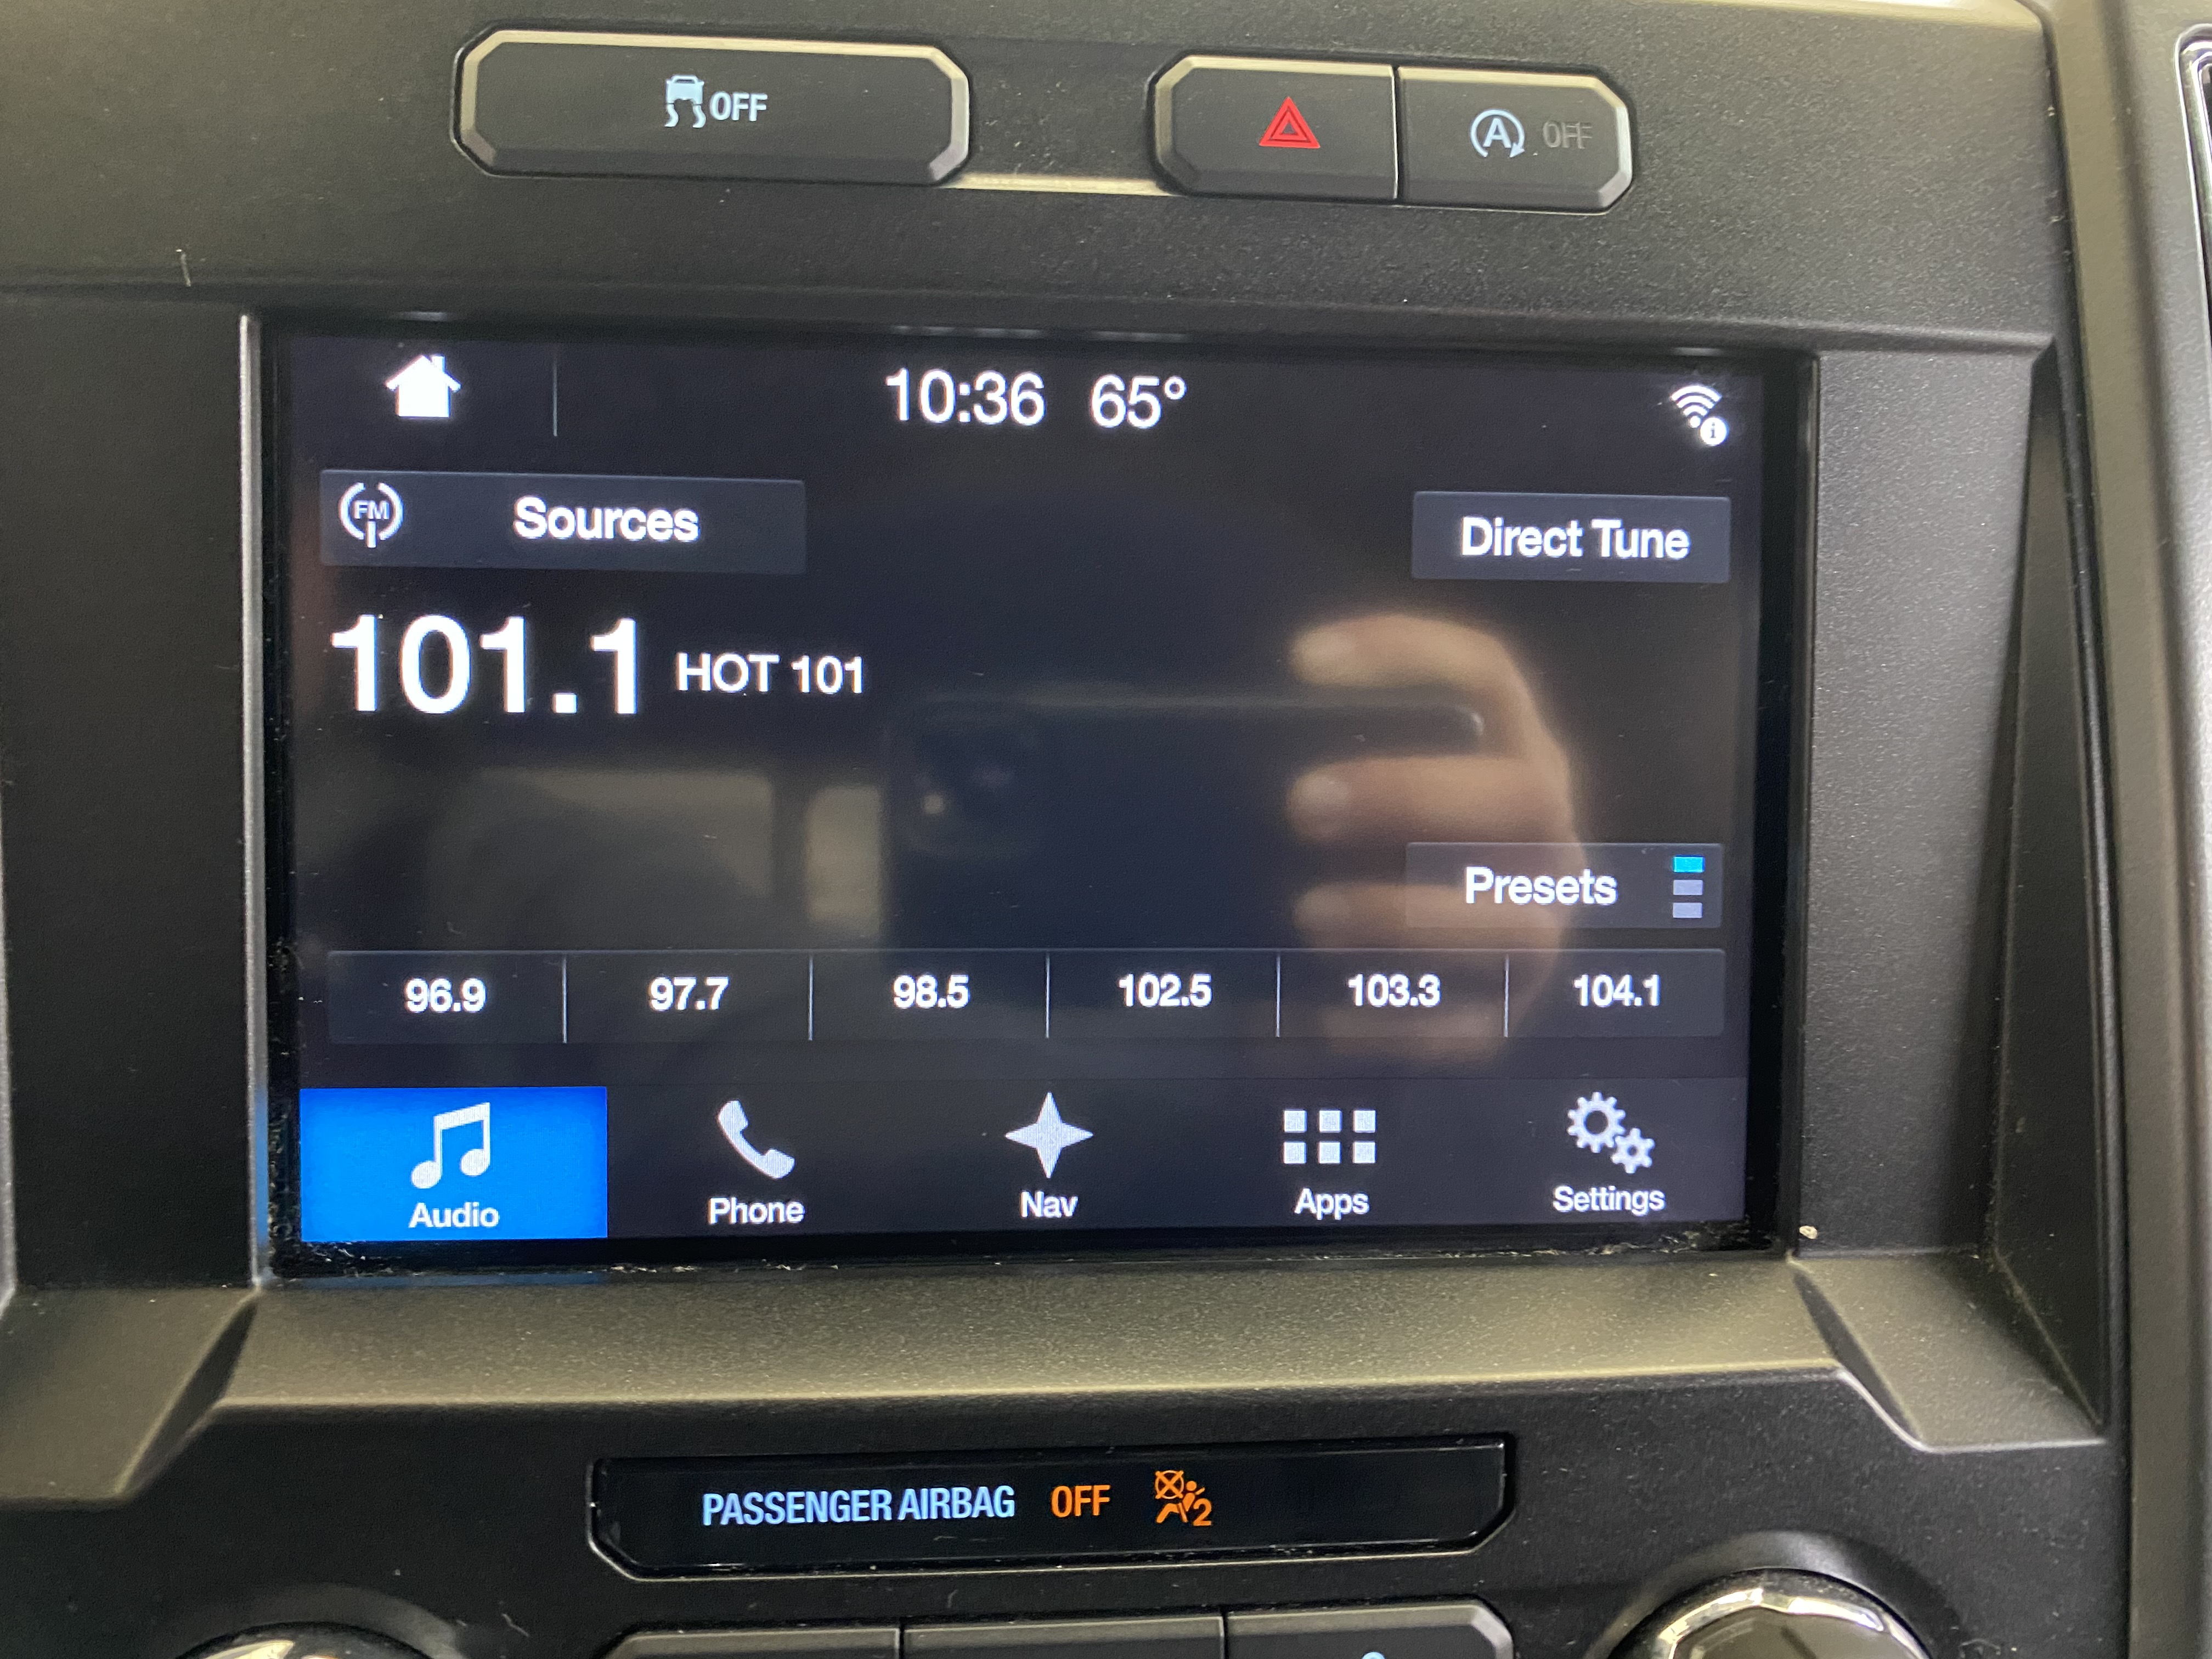 OFF
A OFF
10:36 65°
FM Sources
Direct Tune
101.1 HOT 101
Presets
96.9 97.7 98.5 102.5 103.3 104.1
Audio Phone Nav Apps Settings
PASSENGER AIRBAG OFF 2